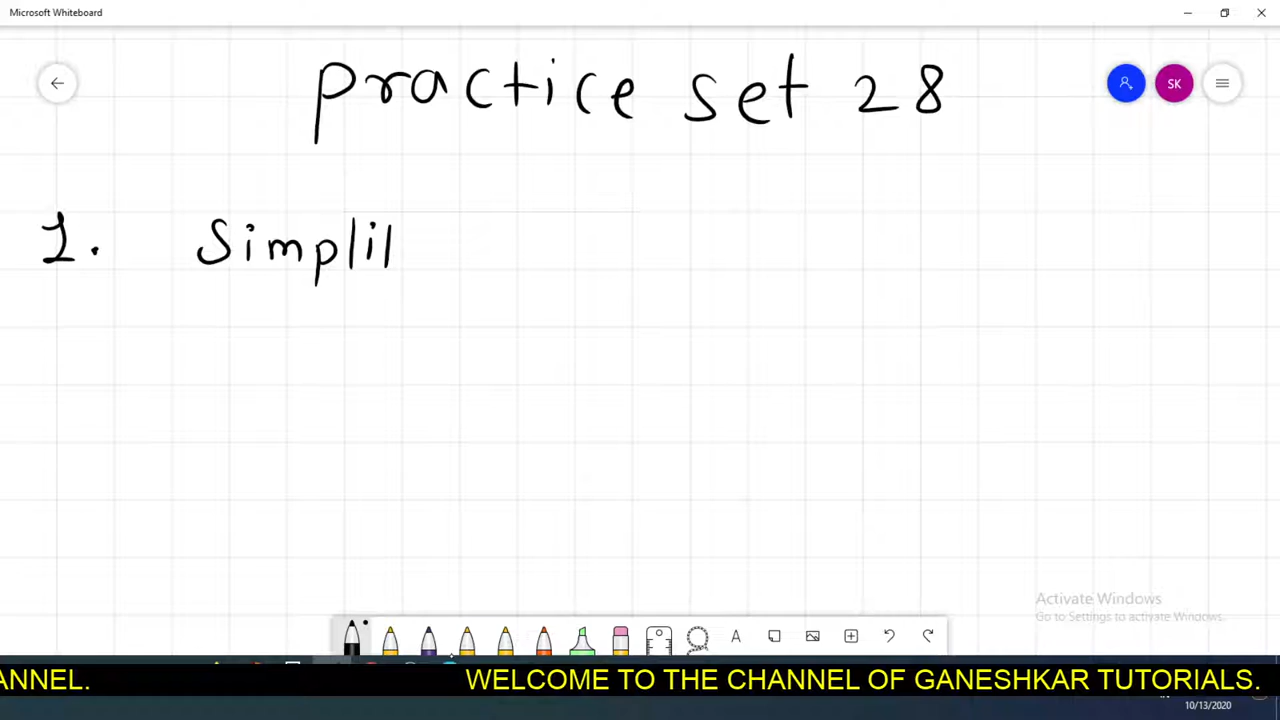 Microsoft Whiteboard
Practice set 28
SK
1. Simplil
Activate Windows
Go to Settings to activate Windows.
A
ANNEL. WELCOME TO THE CHANNEL OF GANESHKAR TUTORIALS.
10/13/2020